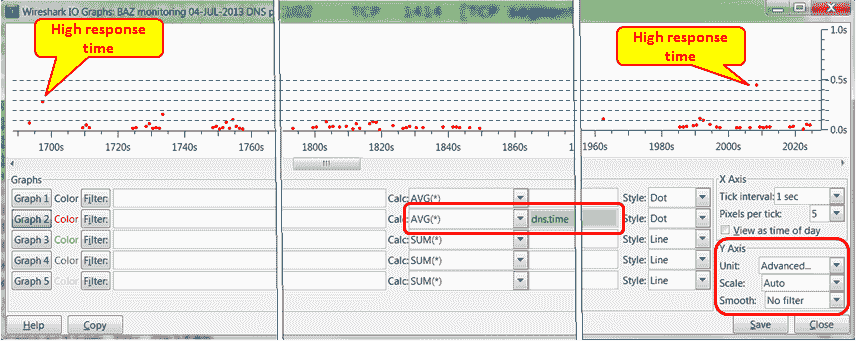 Wireshark IO Graphs: BAZ monitoring 04-JUL-2013 DNS p
TCP 1414 [TCP
High response
time
High response
time
1.0s
0.5s
0.0s
1700s 1720s 1740s 1760 1800s 1820s 1840s 1860s 1 1960s 1980s 2000s 2020s
Graphs
X Axis
Graph 1 Color Filter: Calc: AVG(*) Style: Dot
Tick interval: 1 sec
Graph 2 Color Filter: Calc: AVG(*) dns.time Style: Dot
Pixels per tick: 5
Graph 3 Color Filter: Calc: SUM(*) Style: Line
View as time of day
Y Axis
Graph 4 Color Filter: Calc: SUM(*) Style: Line
Unit: Advanced...
Graph 5 Color Filter: Calc: SUM(*) Style: Line
Scale: Auto
Smooth: No filter
Help Copy Save Close